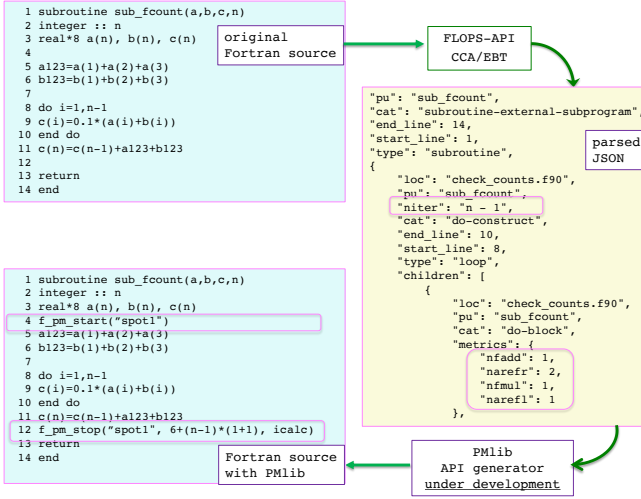 1 subroutine sub_fcount(a,b,c,n)
2 integer :: n
3 real*8 a(n), b(n), c(n)
4
5 a123=a(1)+a(2)+a(3)
6 b123=b(1)+b(2)+b(3)
7
8 do i=1,n-1
9 c(i)=0.1*(a(i)+b(i))
10 end do
11 c(n)=c(n-1)+a123+b123
12
13 return
14 end
original
Fortran source
FLOPS-API
CCA/EBT
"pu": "sub_fcount",
"cat": "subroutine-external-subprogram",
"end_line": 14,
"start_line": 1,
"type": "subroutine",
{
"loc": "check_counts.f90",
"pu": "sub_fcount",
"niter": "n - 1",
"cat": "do-construct",
"end_line": 10,
"start_line": 8,
"type": "loop",
"children": [
{
"loc": "check_counts.f90",
"pu": "sub_fcount",
"cat": "do-block",
"metrics": {
"nfadd": 1,
"narefr": 2,
"nfmul": 1,
"narefl": 1
},
parsed
JSON
1 subroutine sub_fcount(a,b,c,n)
2 integer :: n
3 real*8 a(n), b(n), c(n)
4 f_pm_start(“spot1”)
5 a123=a(1)+a(2)+a(3)
6 b123=b(1)+b(2)+b(3)
7
8 do i=1,n-1
9 c(i)=0.1*(a(i)+b(i))
10 end do
11 c(n)=c(n-1)+a123+b123
12 f_pm_stop(“spot1", 6+(n-1)*(1+1), icalc)
13 return
14 end
Fortran source
with PMlib
PMlib
API generator
under development